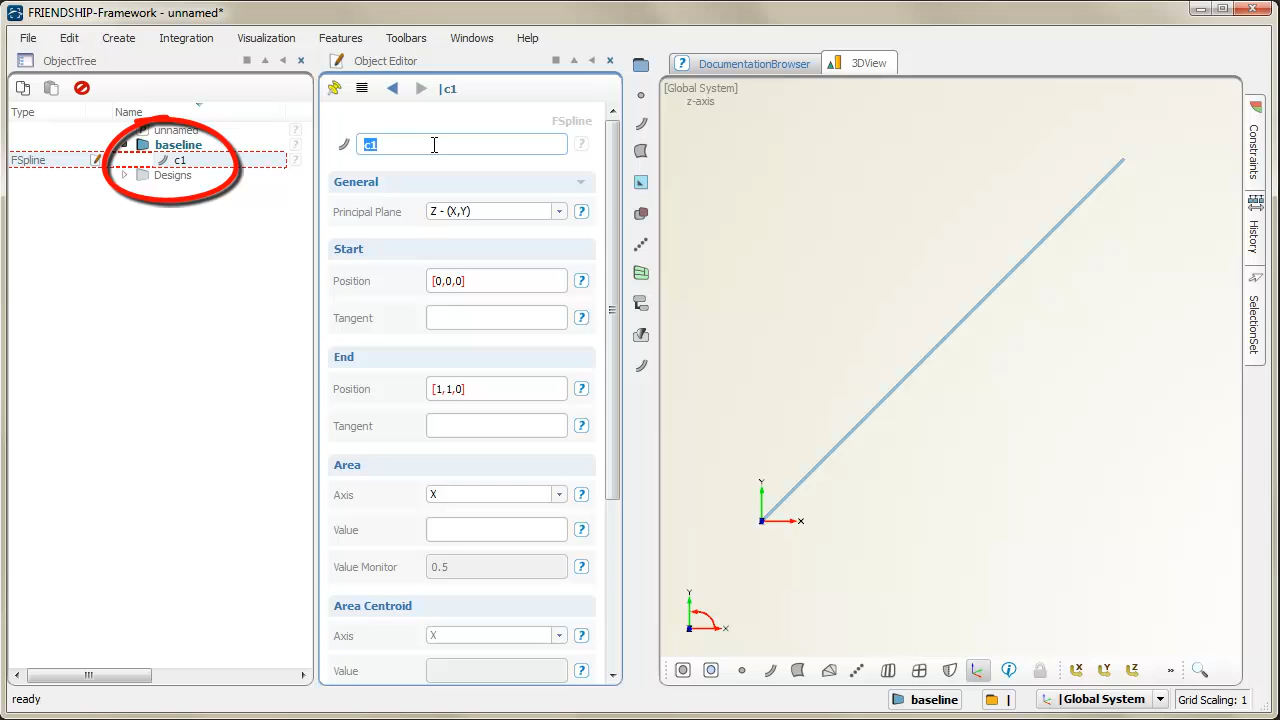 FRIENDSHIP-Framework - unnamed*
File Edit Create Integration Visualization Features Toolbars Connect Windows Help
ObjectTree
Object Editor
DocumentationBrowser
3DView
|c1
[Global System]
z-axis
Type Name
unnamed
baseline
FSpline c1
Designs
FSpline
c1
General
Principal Plane Z - (X,Y)
Start
Position [0,0,0]
Tangent
End
Position [1,1,0]
Tangent
Area
Axis X
Value
Value Monitor 0.5
Area Centroid
Axis X
Value
Y
X
Y
X
Constraints
History
SelectionSet
X Y Z »
ready
baseline
|
|Global System
Grid Scaling: 1